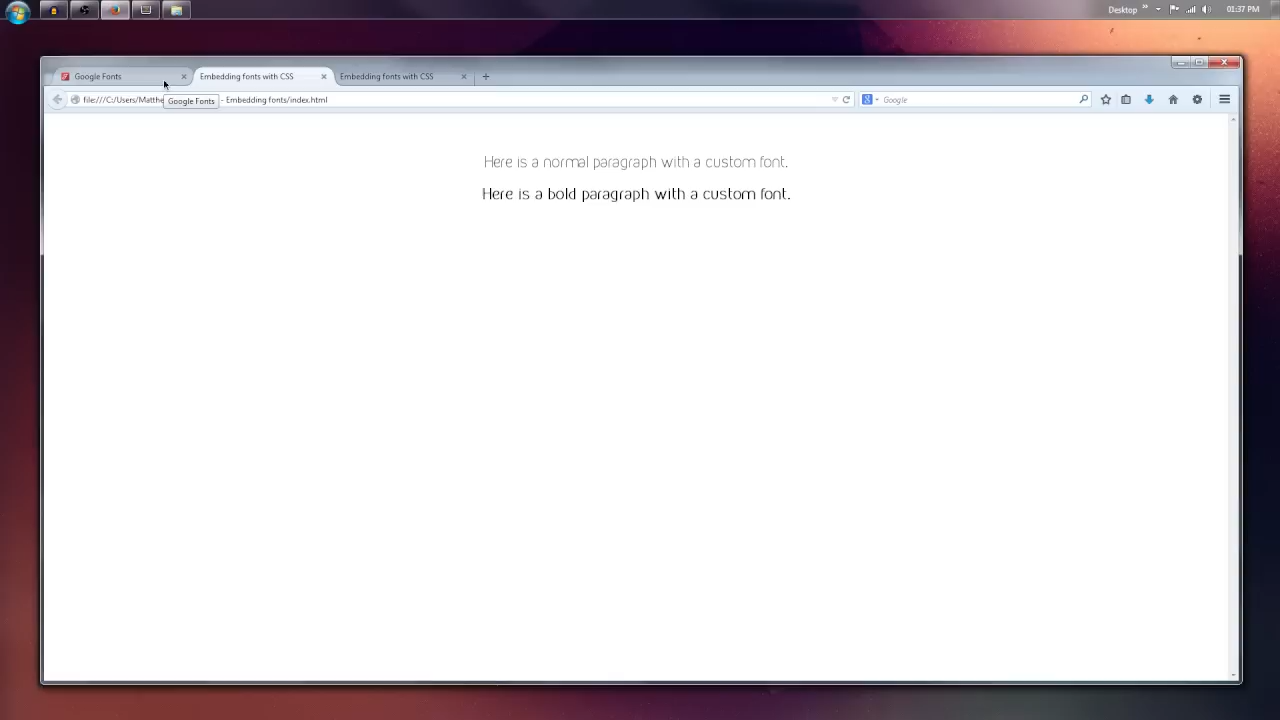 Desktop
01:37 PM
Google Fonts
Embedding fonts with CSS
Embedding fonts with CSS
file:///C:/Users/Matthe - Embedding fonts/index.html
Google Fonts
Google
Here is a normal paragraph with a custom font.
Here is a bold paragraph with a custom font.